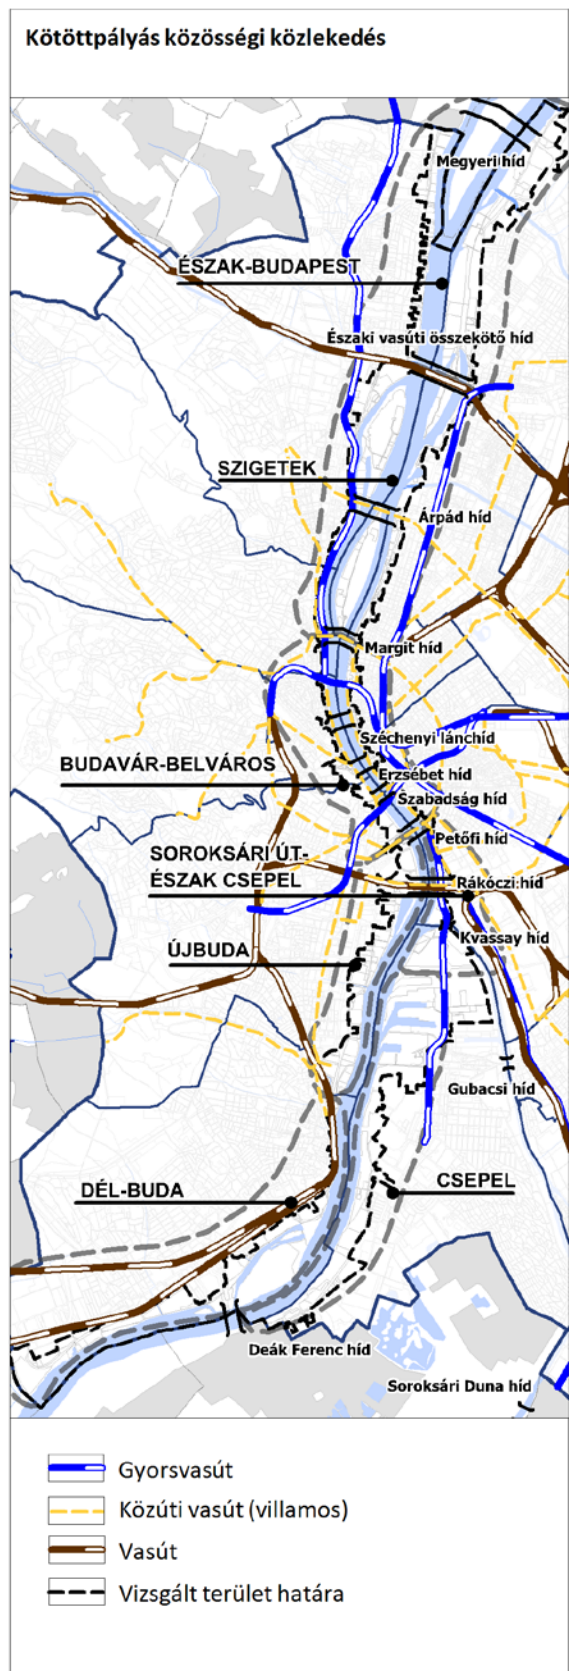 Kötöttpályás közösségi közlekedés
Megyeri híd
ÉSZAK-BUDAPEST
Északi vasúti összekötő híd
SZIGETEK
Árpád híd
Margit híd
Széchenyi lánchíd
BUDAVÁR-BELVÁROS
Erzsébet híd
Szabadság híd
Petőfi híd
SOROKSÁRI ÚT-
ÉSZAK CSEPEL
Rákóczi híd
Kvassay híd
ÚJBUDA
Gubacsi híd
DÉL-BUDA
CSEPEL
Deák Ferenc híd
Soroksári Duna híd
Gyorsvasút
Közúti vasút (villamos)
Vasút
Vizsgált terület határa